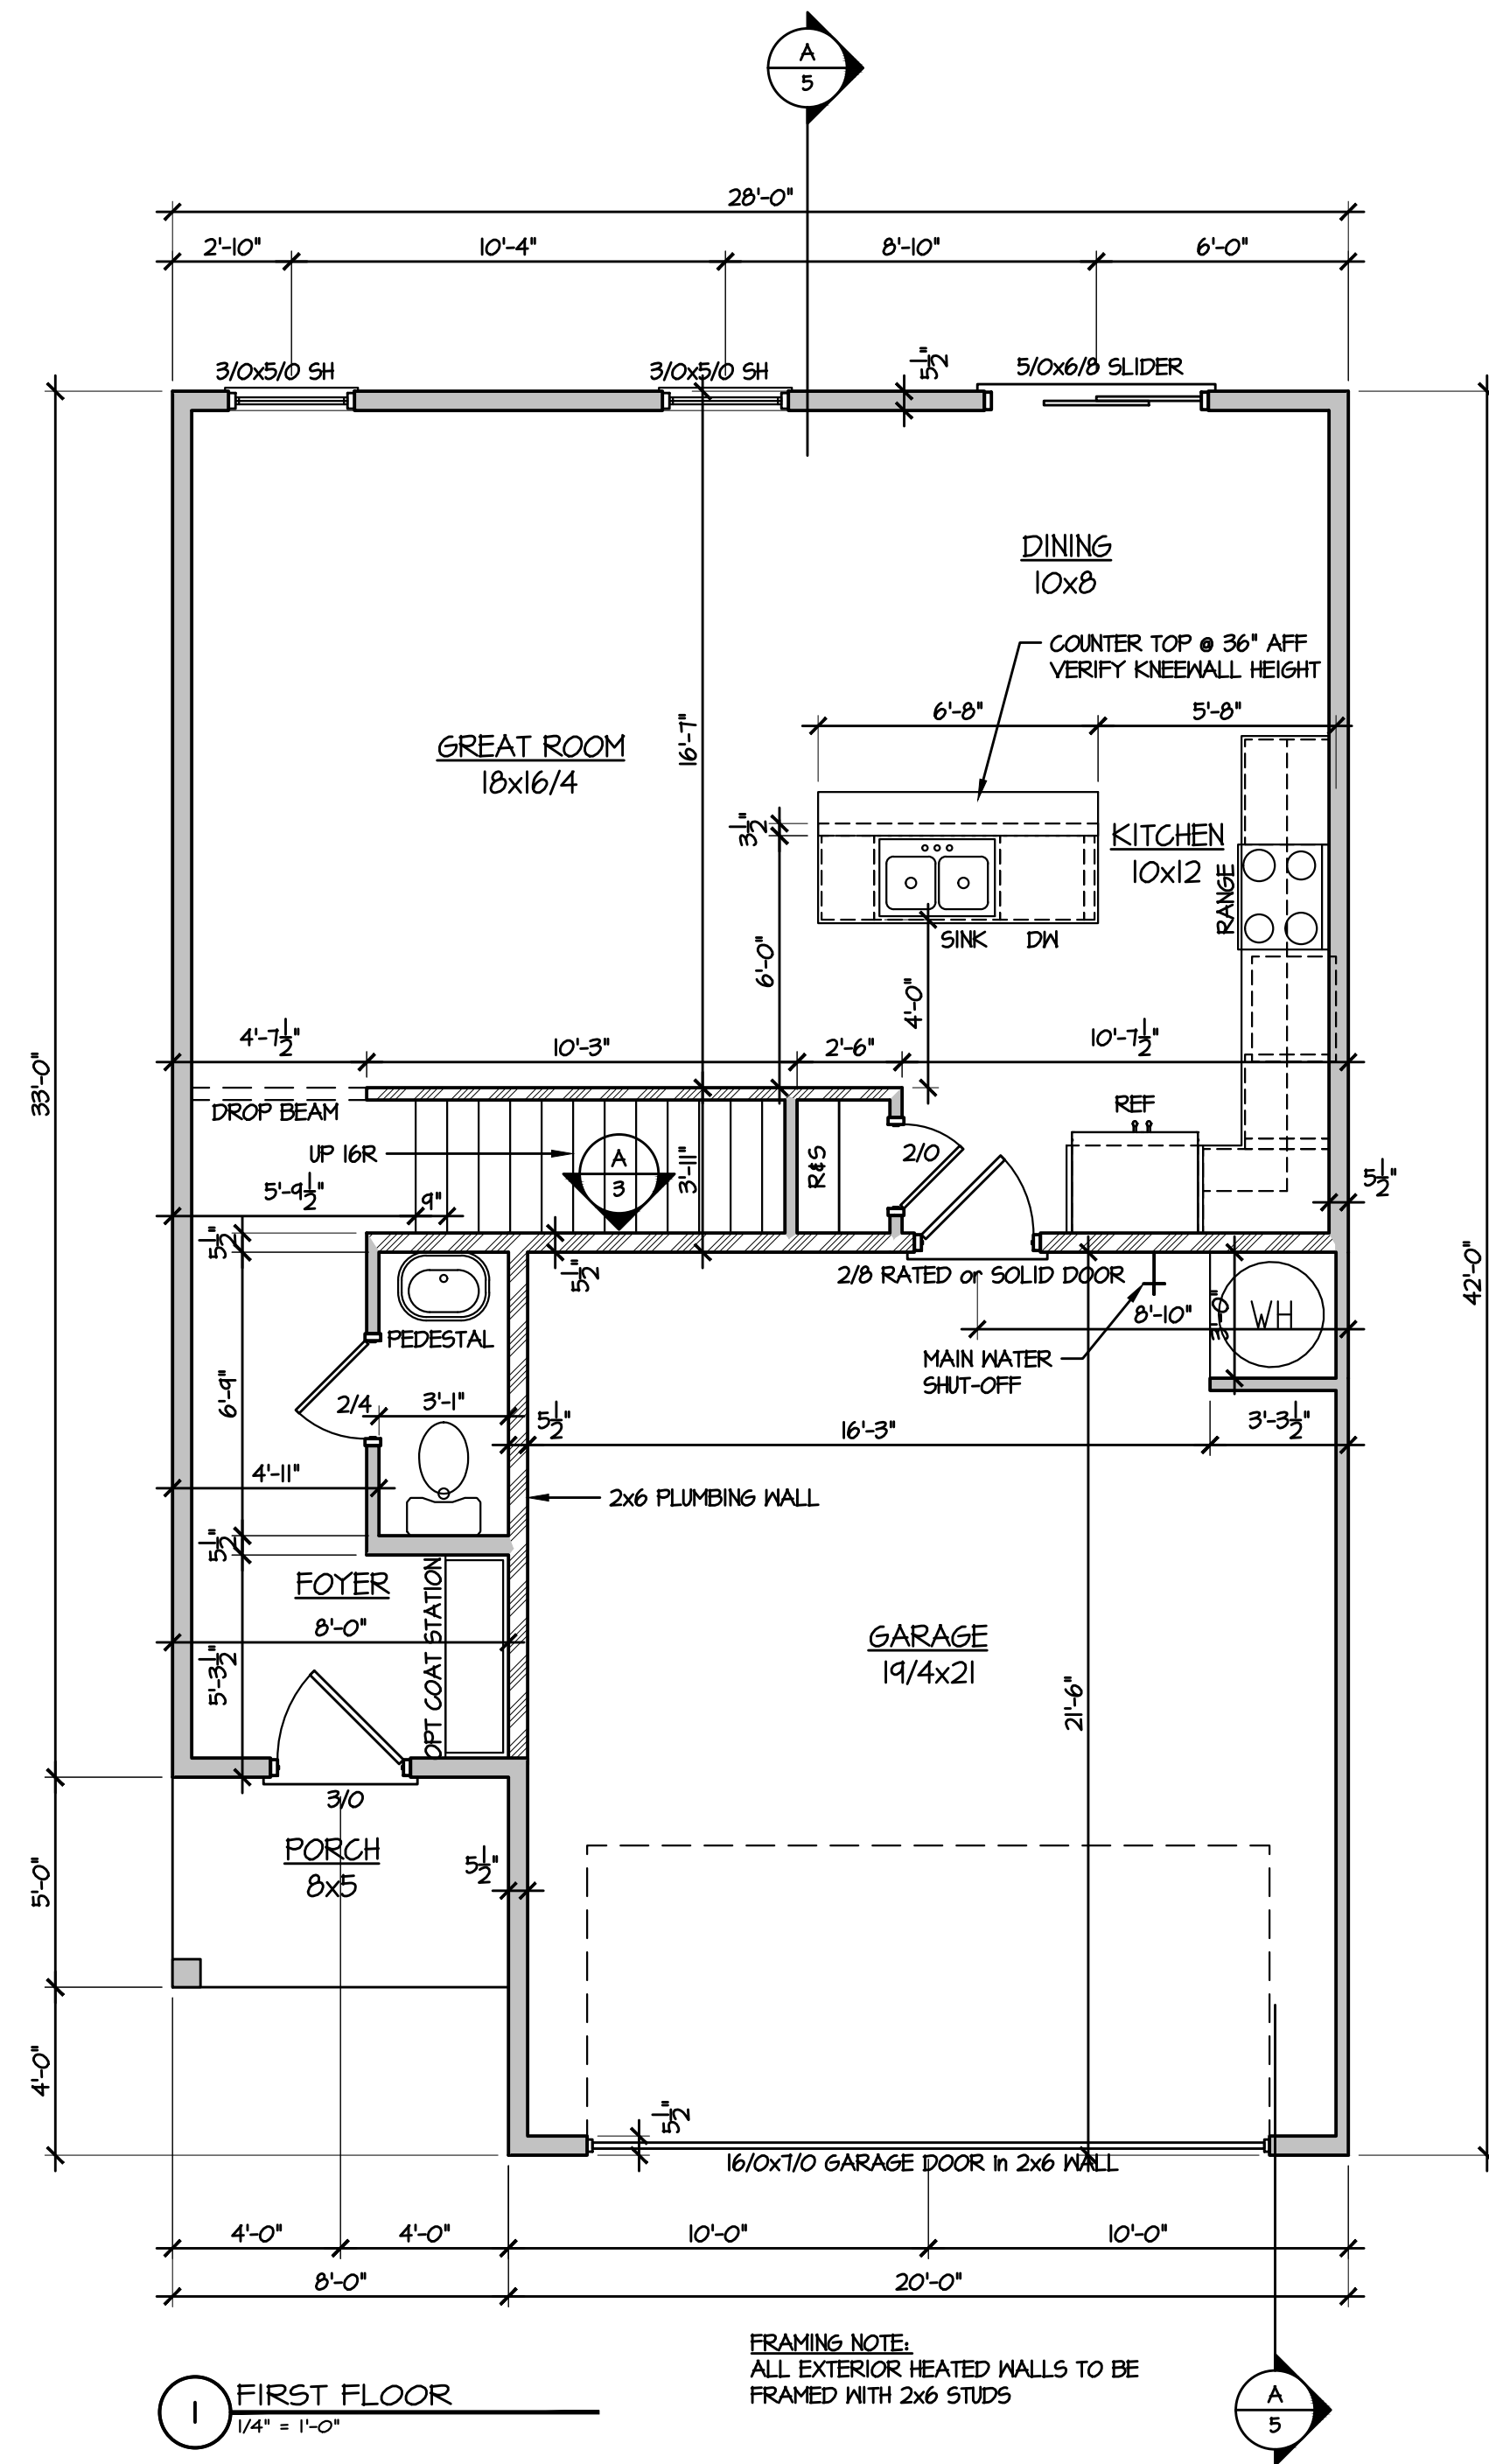 A
5
28'-0"
2'-10"
10'-4"
8'-10"
6'-0"
3/0x5/0 SH
3/0x5/0 SH
5 1/2"
5/0x6/8 SLIDER
DINING
10x8
COUNTER TOP @ 36" AFF
VERIFY KNEEWALL HEIGHT
6'-8"
5'-8"
GREAT ROOM
18x16/4
16'-7"
3 1/2"
KITCHEN
10x12
RANGE
SINK
DW
6'-0"
4'-0"
4'-7 1/2"
10'-3"
2'-6"
10'-7 1/2"
33'-0"
DROP BEAM
REF
UP 16R
A
3
3'-11"
R&S
2/0
5'-9 1/2"
9"
5 1/2"
5 1/2"
5 1/2"
2/8 RATED or SOLID DOOR
42'-0"
8'-10"
3'-0"
WH
PEDESTAL
MAIN WATER
SHUT-OFF
6'-9"
2/4
3'-1"
5 1/2"
16'-3"
3'-3 1/2"
4'-11"
2x6 PLUMBING WALL
5 1/2"
FOYER
8'-0"
OPT COAT STATION
5'-3 1/2"
GARAGE
19/4x21
21'-6"
3/0
PORCH
8x5
5 1/2"
5'-0"
4'-0"
5 1/2"
16/0x7/0 GARAGE DOOR in 2x6 WALL
4'-0"
4'-0"
10'-0"
10'-0"
8'-0"
20'-0"
FRAMING NOTE:
ALL EXTERIOR HEATED WALLS TO BE
FRAMED WITH 2x6 STUDS
1
FIRST FLOOR
1/4" = 1'-0"
A
5